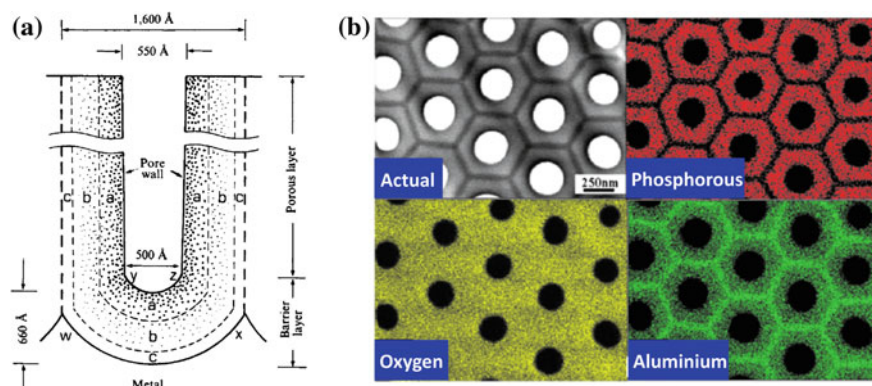 (a)
1,600 Å
550 Å
Pore
wall
c b a
a b c
500 Å
y z
a
b
c
w
x
660 Å
Porous layer
Barrier
layer
Metal
(b)
Actual
250nm
Phosphorous
Oxygen
Aluminium